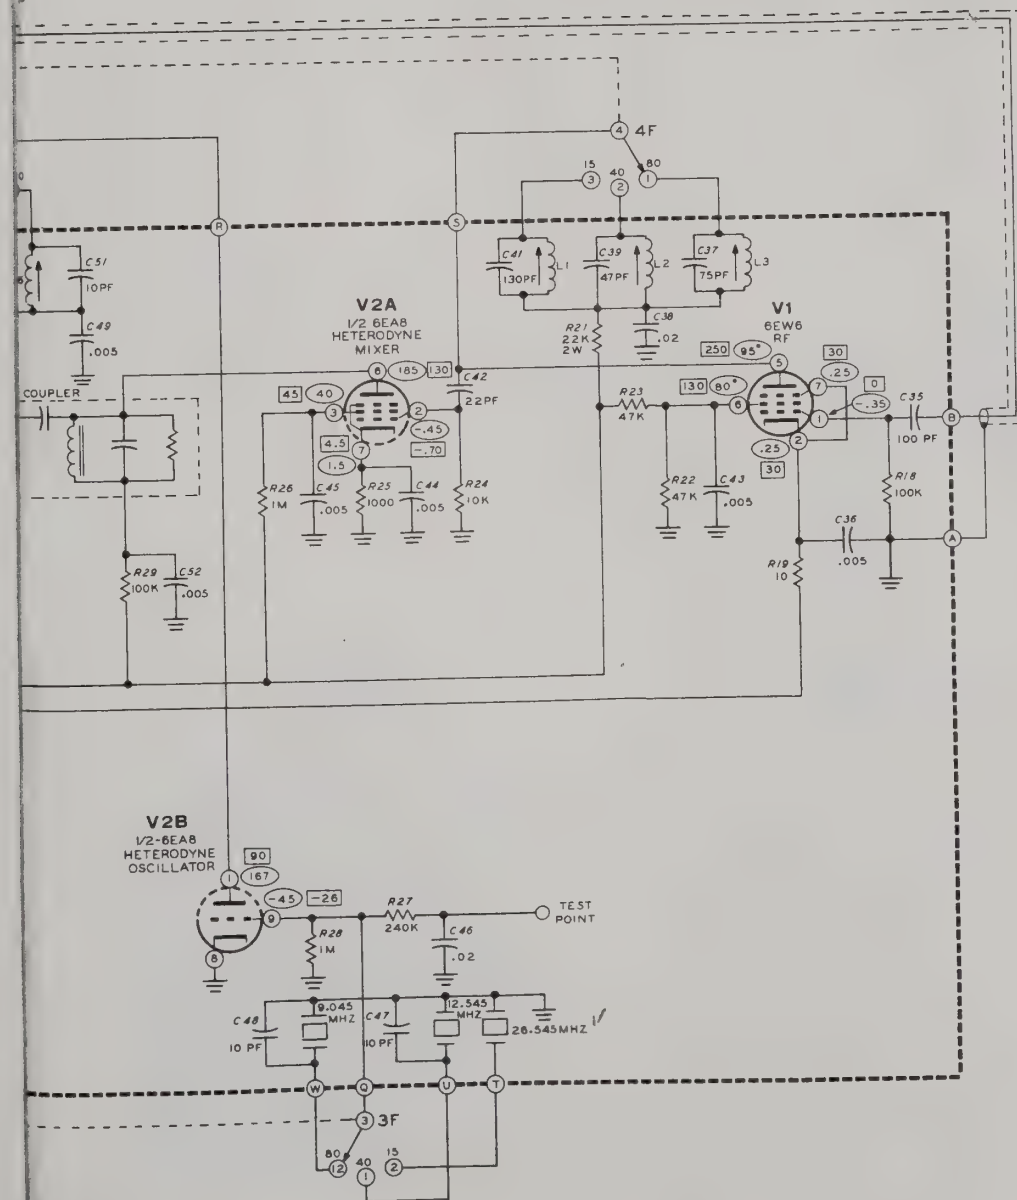 4 4F
15
40
80
3
2
1
R
S
C51
10PF
C49
.005
C41
130PF
L1
C39
47PF
L2
C37
75PF
L3
V2A
1/2 6EA8
HETERODYNE
MIXER
R21
22K
2W
C38
.02
V1
6EW6
RF
250 95*
5
30
7
.25
0
1
-.35
C35
100 PF
B
COUPLER
6 185 130
C42
22PF
45 40
3
2
-.45
-.70
4.5
7
1.5
R23
47K
130 80*
6
.25
2
30
R26
1M
C45
.005
R25
1000
C44
.005
R24
10K
R22
47K
C43
.005
R18
100K
C36
.005
A
R19
10
R29
100K
C52
.005
V2B
1/2-6EA8
HETERODYNE
OSCILLATOR
90
1
167
-45 -26
9
8
R27
240K
TEST
POINT
R28
1M
C46
.02
C48
10 PF
9.045
MHZ
C47
10 PF
12.545
MHZ
26.545MHZ
W
Q
U
T
3 3F
80
12
40
1
15
2